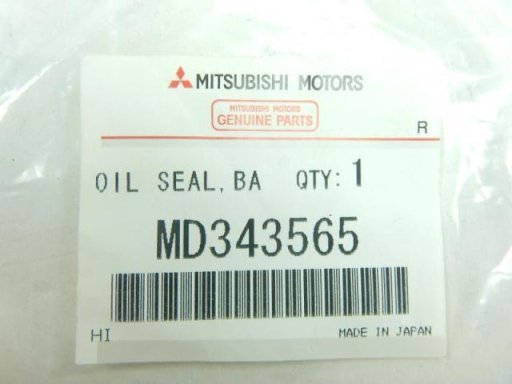 MITSUBISHI MOTORS
MITSUBISHI MOTORS
GENUINE PARTS
R
OIL SEAL, BA QTY: 1
MD343565
HI MADE IN JAPAN